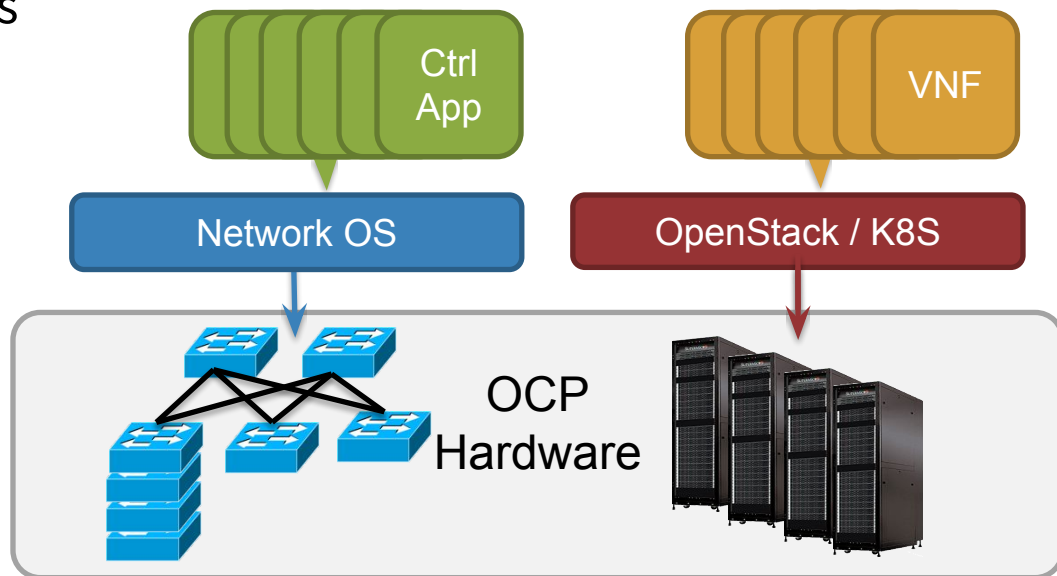 s
Ctrl
App
VNF
Network OS
OpenStack / K8S
OCP
Hardware